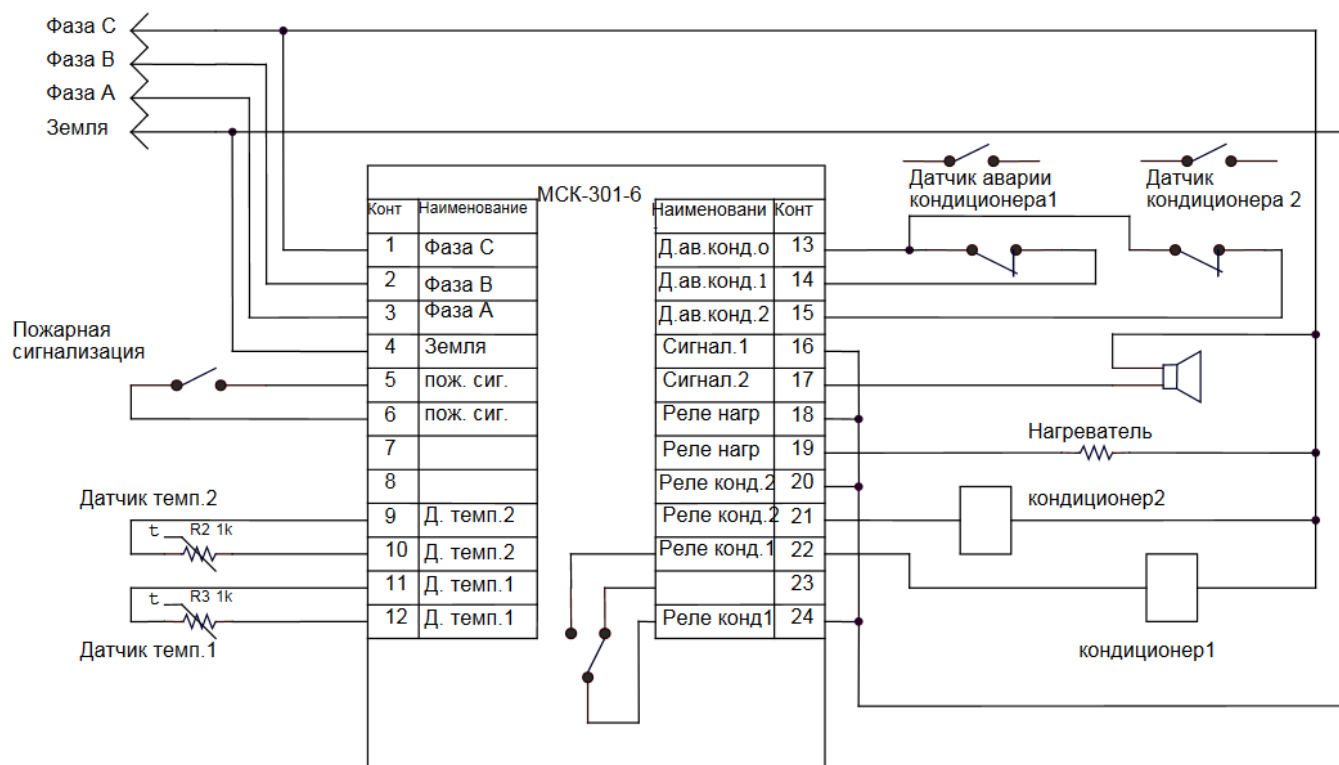 Фаза С
Фаза В
Фаза А
Земля
Датчик аварии
кондиционера1
Датчик
кондиционера 2
МСК-301-6
Конт Наименование
Наименовани Конт
1 Фаза С
2 Фаза В
3 Фаза А
4 Земля
5 пож. сиг.
6 пож. сиг.
7
8
9 Д. темп.2
10 Д. темп.2
11 Д. темп.1
12 Д. темп.1
Д.ав.конд.о 13
Д.ав.конд.1 14
Д.ав.конд.2 15
Сигнал.1 16
Сигнал.2 17
Реле нагр 18
Реле нагр 19
Реле конд.2 20
Реле конд.2 21
Реле конд.1 22
23
Реле конд1 24
Пожарная
сигнализация
Датчик темп.2
t R2 1k
t R3 1k
Датчик темп.1
Нагреватель
кондиционер2
кондиционер1